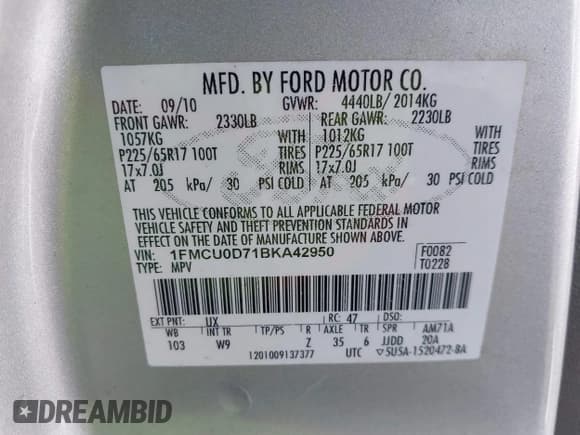 MFD. BY FORD MOTOR CO.
DATE: 09/10 GVWR: 4440LB/ 2014KG
FRONT GAWR: 2330LB REAR GAWR: 2230LB
1057KG WITH 1012KG WITH
P225/65R17 100T TIRES P225/65R17 100T TIRES
17x7.0J RIMS 17x7.0J RIMS
AT 205 kPa/ 30 PSI COLD AT 205 kPa/ 30 PSI COLD
THIS VEHICLE CONFORMS TO ALL APPLICABLE FEDERAL MOTOR
VEHICLE SAFETY AND THEFT PREVENTION STANDARDS IN
EFFECT ON THE DATE OF MANUFACTURE SHOWN ABOVE.
VIN: 1FMCU0D71BKA42950 F0082
TYPE: MPV T0228
EXT PNT: UX RC: 47 DSO:
WB INT TR TP/PS R AXLE TR SPR AM71A
103 W9 Z 35 6 JJDD 20A
1201009137377 UTC 5U5A-1520472-BA
DREAMBID